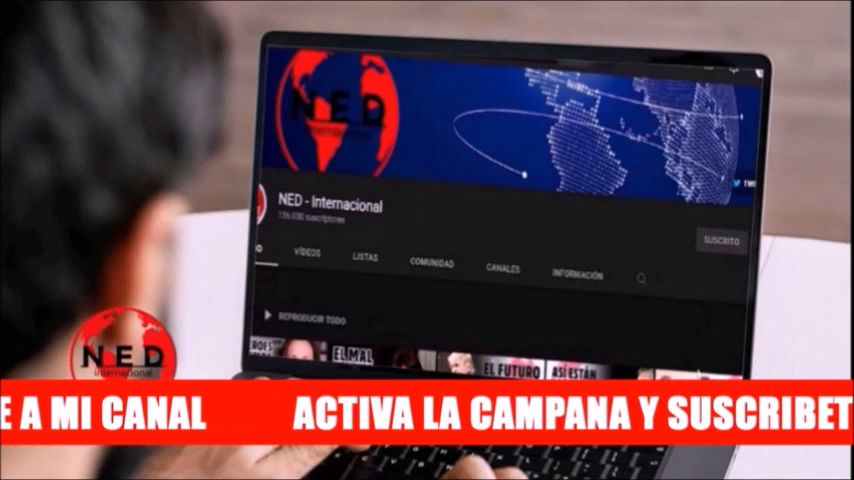 NED
NED - Internacional
136.000 suscriptores
SUSCRITO
VÍDEOS
LISTAS
COMUNIDAD
CANALES
INFORMACIÓN
REPRODUCIR TODO
EL MAL
EL FUTURO
ASÍ ESTÁN
NED
internacional
E A MI CANAL
ACTIVA LA CAMPANA Y SUSCRIBET